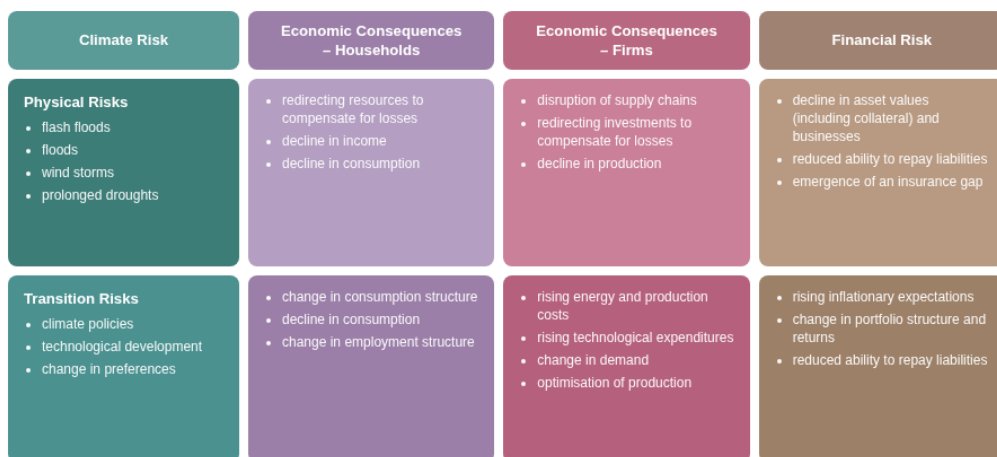 Climate Risk
Economic Consequences
– Households
Economic Consequences
– Firms
Financial Risk
Physical Risks
• flash floods
• floods
• wind storms
• prolonged droughts
• redirecting resources to
compensate for losses
• decline in income
• decline in consumption
• disruption of supply chains
• redirecting investments to
compensate for losses
• decline in production
• decline in asset values
(including collateral) and
businesses
• reduced ability to repay liabilities
• emergence of an insurance gap
Transition Risks
• climate policies
• technological development
• change in preferences
• change in consumption structure
• decline in consumption
• change in employment structure
• rising energy and production
costs
• rising technological expenditures
• change in demand
• optimisation of production
• rising inflationary expectations
• change in portfolio structure and
returns
• reduced ability to repay liabilities